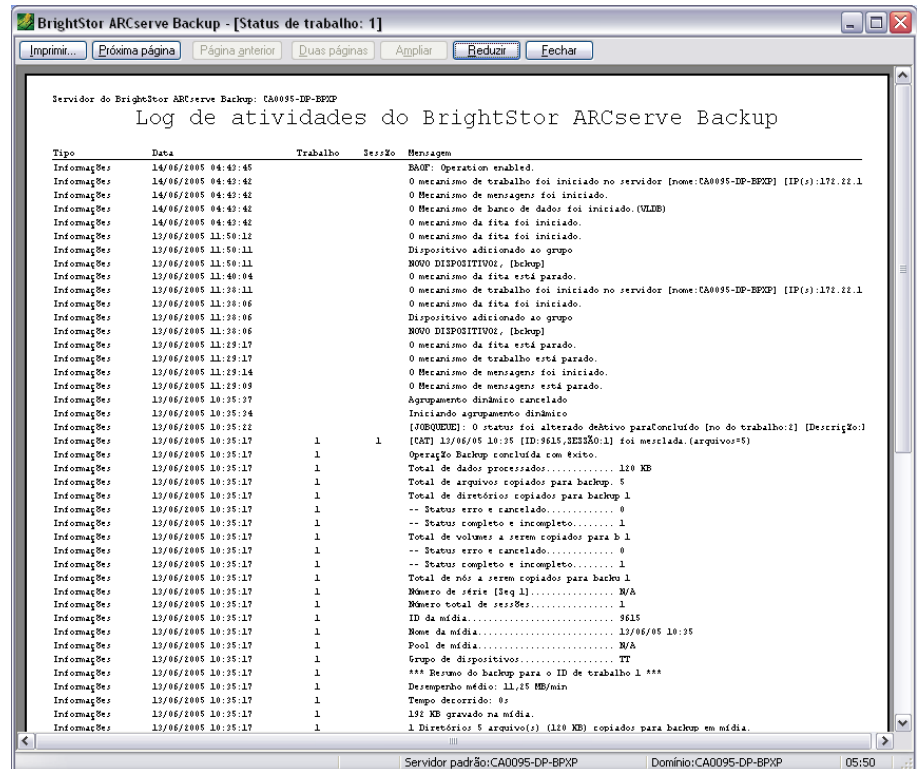 BrightStor ARCserve Backup - [Status de trabalho: 1]
Imprimir... Próxima página Página anterior Duas páginas Ampliar Reduzir Fechar
Servidor do BrightStor ARCserve Backup: CA0095-DP-BPXP
Log de atividades do BrightStor ARCserve Backup
Tipo Data Trabalho Sessão Mensagem
Informações 14/06/2005 04:43:45 BAOF: Operation enabled.
Informações 14/06/2005 04:43:42 O mecanismo de trabalho foi iniciado no servidor [nome:CA0095-DP-BPXP] [IP(s):172.22.1
Informações 14/06/2005 04:43:42 O Mecanismo de mensagens foi iniciado.
Informações 14/06/2005 04:43:42 O Mecanismo de banco de dados foi iniciado.(VLDB)
Informações 14/06/2005 04:43:42 O mecanismo da fita foi iniciado.
Informações 13/06/2005 11:50:12 O mecanismo da fita foi iniciado.
Informações 13/06/2005 11:50:11 Dispositivo adicionado ao grupo
Informações 13/06/2005 11:50:11 NOVO DISPOSITIVO2, [bckup]
Informações 13/06/2005 11:40:04 O mecanismo da fita está parado.
Informações 13/06/2005 11:38:11 O mecanismo de trabalho foi iniciado no servidor [nome:CA0095-DP-BPXP] [IP(s):172.22.1
Informações 13/06/2005 11:38:06 O mecanismo da fita foi iniciado.
Informações 13/06/2005 11:38:06 Dispositivo adicionado ao grupo
Informações 13/06/2005 11:38:06 NOVO DISPOSITIVO2, [bckup]
Informações 13/06/2005 11:29:17 O mecanismo da fita está parado.
Informações 13/06/2005 11:29:17 O mecanismo de trabalho está parado.
Informações 13/06/2005 11:29:14 O Mecanismo de mensagens foi iniciado.
Informações 13/06/2005 11:29:09 O Mecanismo de mensagens está parado.
Informações 13/06/2005 10:35:37 Agrupamento dinâmico cancelado
Informações 13/06/2005 10:35:34 Iniciando agrupamento dinâmico
Informações 13/06/2005 10:35:22 [JOBQUEUE]: O status foi alterado deAtivo paraConcluído [no do trabalho:2] [Descrição:]
Informações 13/06/2005 10:35:17 1 1 [CAT] 13/06/05 10:35 [ID:9615,SESSÃO:1] foi mesclada.(arquivos=5)
Informações 13/06/2005 10:35:17 1 Operação Backup concluída com êxito.
Informações 13/06/2005 10:35:17 1 Total de dados processados............. 120 KB
Informações 13/06/2005 10:35:17 1 Total de arquivos copiados para backup. 5
Informações 13/06/2005 10:35:17 1 Total de diretórios copiados para backup 1
Informações 13/06/2005 10:35:17 1 -- Status erro e cancelado............. 0
Informações 13/06/2005 10:35:17 1 -- Status completo e incompleto........ 1
Informações 13/06/2005 10:35:17 1 Total de volumes a serem copiados para b 1
Informações 13/06/2005 10:35:17 1 -- Status erro e cancelado............. 0
Informações 13/06/2005 10:35:17 1 -- Status completo e incompleto........ 1
Informações 13/06/2005 10:35:17 1 Total de nós a serem copiados para backu 1
Informações 13/06/2005 10:35:17 1 Número de série [Seq 1]................ N/A
Informações 13/06/2005 10:35:17 1 Número total de sessões................ 1
Informações 13/06/2005 10:35:17 1 ID da mídia............................ 9615
Informações 13/06/2005 10:35:17 1 Nome da mídia.......................... 13/06/05 10:35
Informações 13/06/2005 10:35:17 1 Pool de mídia.......................... N/A
Informações 13/06/2005 10:35:17 1 Grupo de dispositivos.................. TT
Informações 13/06/2005 10:35:17 1 *** Resumo do backup para o ID de trabalho 1 ***
Informações 13/06/2005 10:35:17 1 Desempenho médio: 11,25 MB/min
Informações 13/06/2005 10:35:17 1 Tempo decorrido: 0s
Informações 13/06/2005 10:35:17 1 192 KB gravado na mídia.
Informações 13/06/2005 10:35:17 1 1 Diretórios 5 arquivo(s) (120 KB) copiados para backup em mídia.
Servidor padrão:CA0095-DP-BPXP Domínio:CA0095-DP-BPXP 05:50